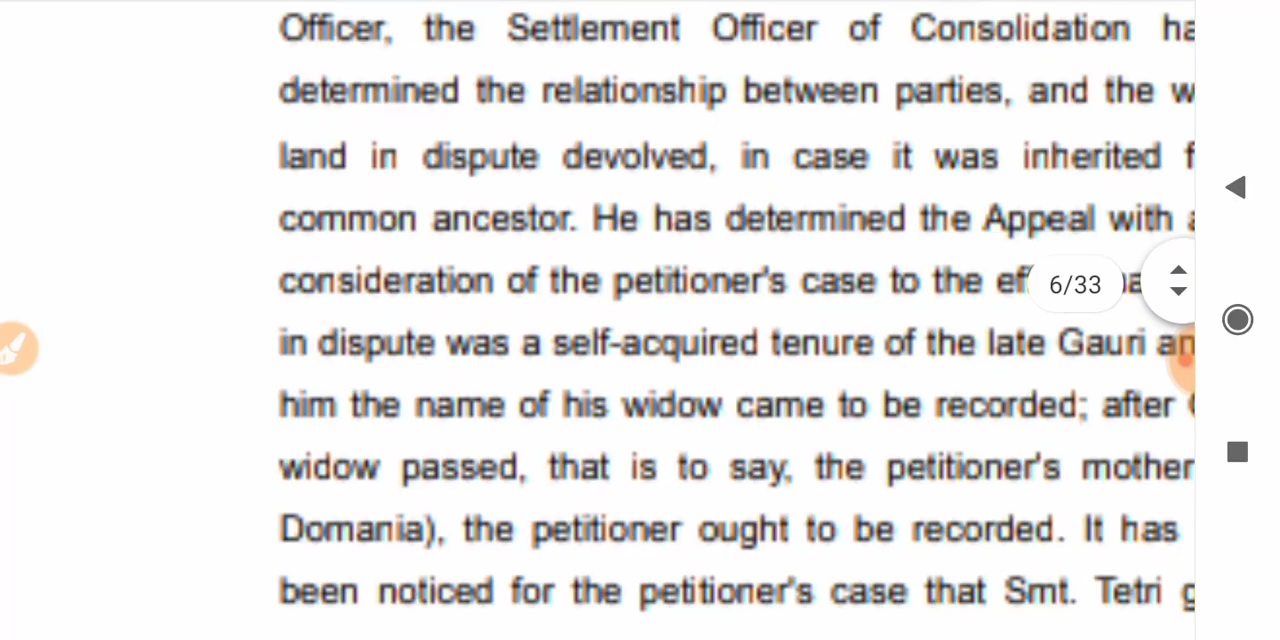 Officer, the Settlement Officer of Consolidation
determined the relationship between parties, and the
land in dispute devolved, in case it was inherited
common ancestor. He has determined the Appeal with
consideration of the petitioner's case to the
6/33
in dispute was a self-acquired tenure of the late Gauri
him the name of his widow came to be recorded; after
widow passed, that is to say, the petitioner's mother
Domania), the petitioner ought to be recorded. It has
been noticed for the petitioner's case that Smt. Tetri